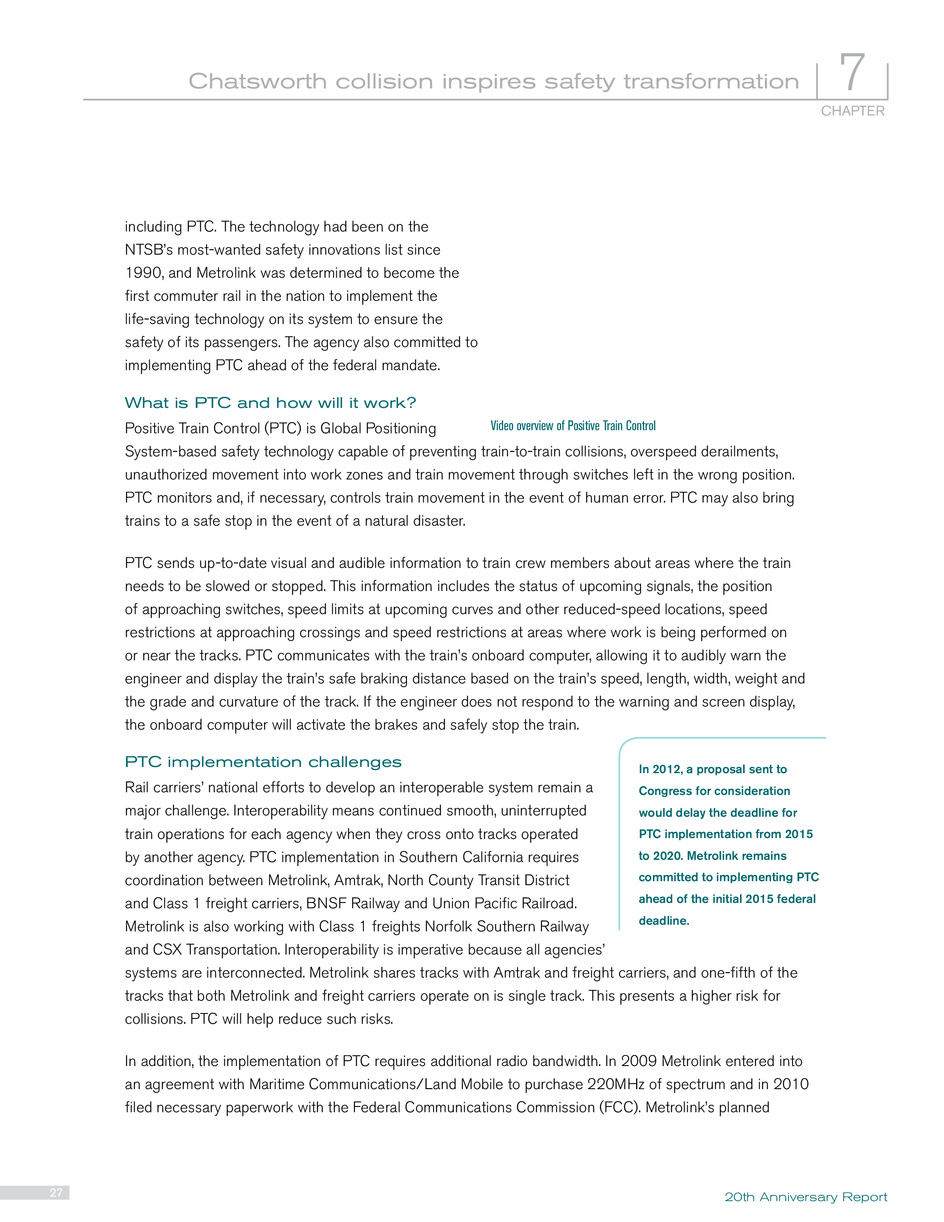 Chatsworth collision inspires safety transformation
7
CHAPTER
including PTC. The technology had been on the
NTSB's most-wanted safety innovations list since
1990, and Metrolink was determined to become the
first commuter rail in the nation to implement the
life-saving technology on its system to ensure the
safety of its passengers. The agency also committed to
implementing PTC ahead of the federal mandate.
What is PTC and how will it work?
Positive Train Control (PTC) is Global Positioning
Video overview of Positive Train Control
System-based safety technology capable of preventing train-to-train collisions, overspeed derailments,
unauthorized movement into work zones and train movement through switches left in the wrong position.
PTC monitors and, if necessary, controls train movement in the event of human error. PTC may also bring
trains to a safe stop in the event of a natural disaster.
PTC sends up-to-date visual and audible information to train crew members about areas where the train
needs to be slowed or stopped. This information includes the status of upcoming signals, the position
of approaching switches, speed limits at upcoming curves and other reduced-speed locations, speed
restrictions at approaching crossings and speed restrictions at areas where work is being performed on
or near the tracks. PTC communicates with the train's onboard computer, allowing it to audibly warn the
engineer and display the train's safe braking distance based on the train's speed, length, width, weight and
the grade and curvature of the track. If the engineer does not respond to the warning and screen display,
the onboard computer will activate the brakes and safely stop the train.
PTC implementation challenges
Rail carriers' national efforts to develop an interoperable system remain a
major challenge. Interoperability means continued smooth, uninterrupted
train operations for each agency when they cross onto tracks operated
by another agency. PTC implementation in Southern California requires
coordination between Metrolink, Amtrak, North County Transit District
and Class 1 freight carriers, BNSF Railway and Union Pacific Railroad.
Metrolink is also working with Class 1 freights Norfolk Southern Railway
and CSX Transportation. Interoperability is imperative because all agencies'
systems are interconnected. Metrolink shares tracks with Amtrak and freight carriers, and one-fifth of the
tracks that both Metrolink and freight carriers operate on is single track. This presents a higher risk for
collisions. PTC will help reduce such risks.
In 2012, a proposal sent to
Congress for consideration
would delay the deadline for
PTC implementation from 2015
to 2020. Metrolink remains
committed to implementing PTC
ahead of the initial 2015 federal
deadline.
In addition, the implementation of PTC requires additional radio bandwidth. In 2009 Metrolink entered into
an agreement with Maritime Communications/Land Mobile to purchase 220MHz of spectrum and in 2010
filed necessary paperwork with the Federal Communications Commission (FCC). Metrolink's planned
27
20th Anniversary Report